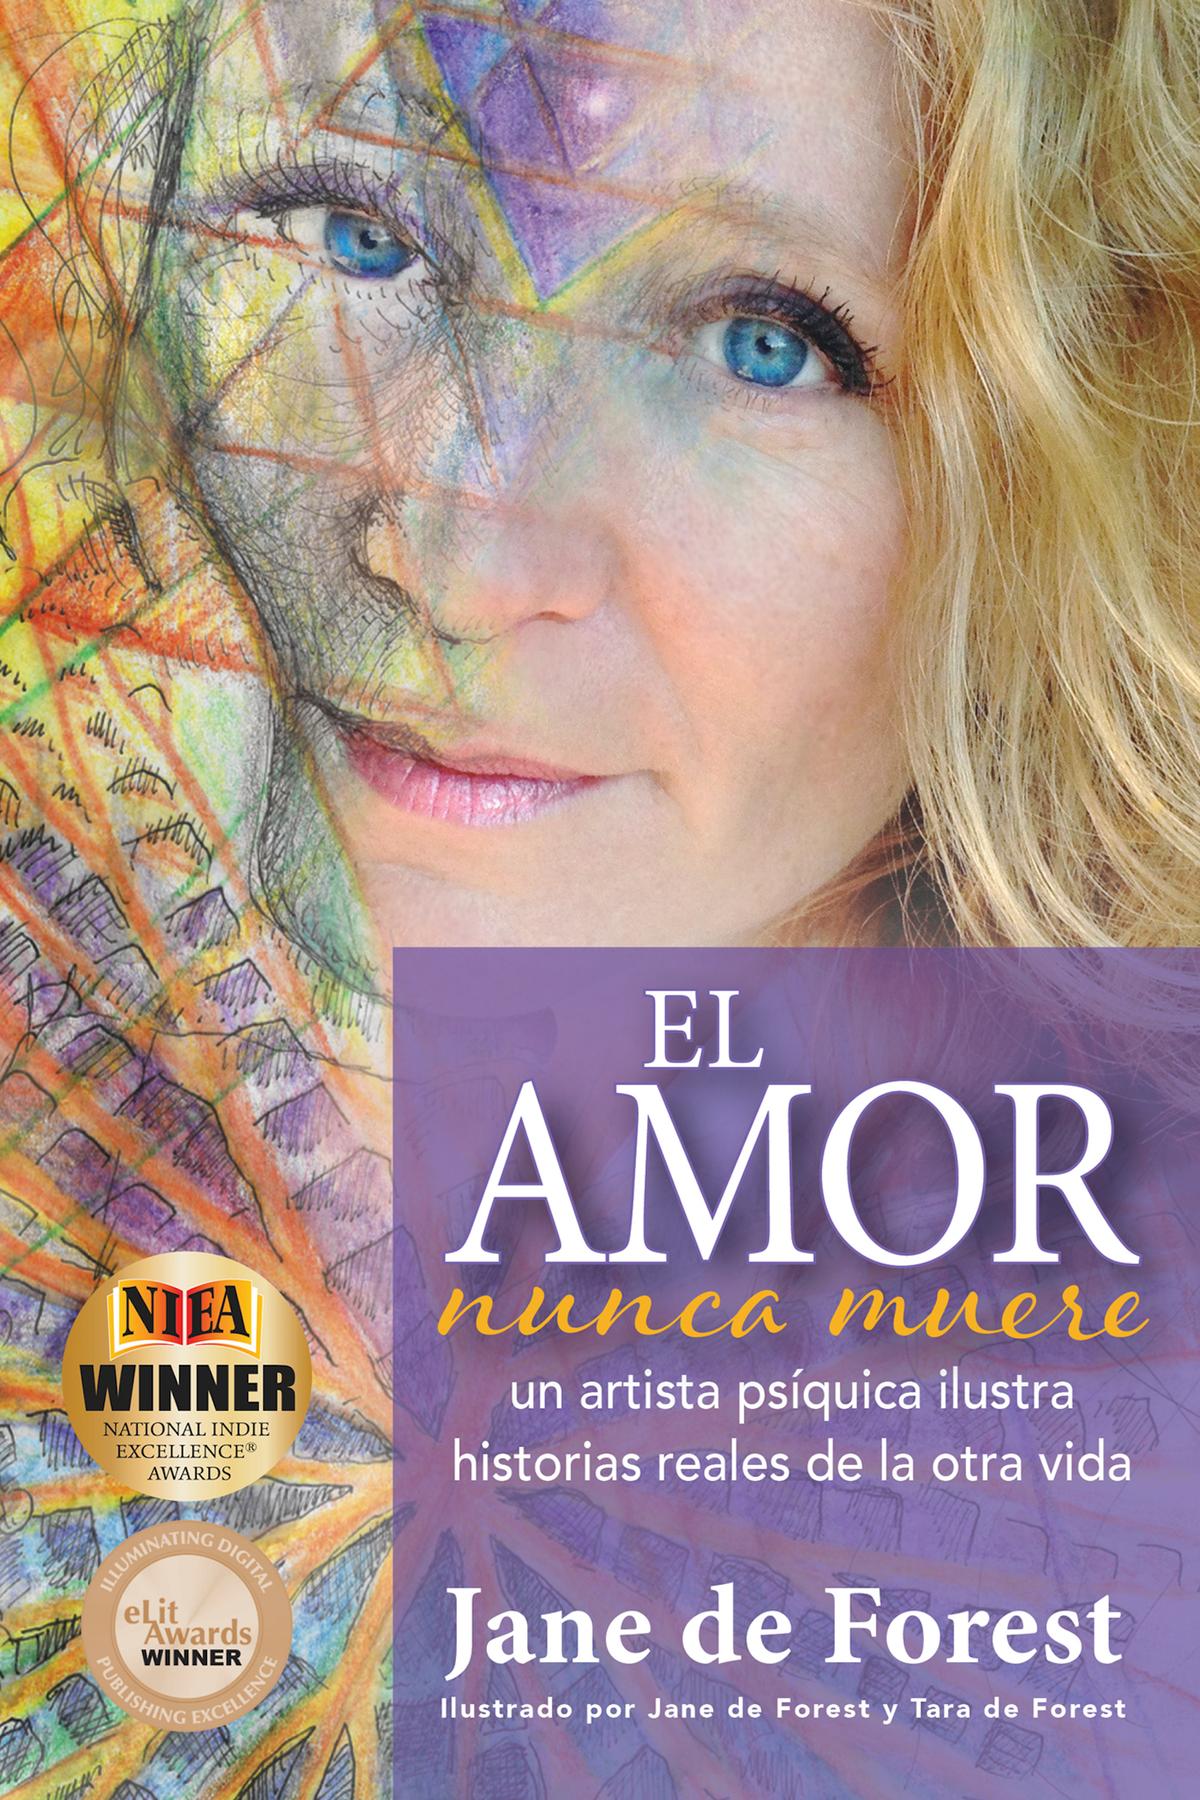 EL
AMOR
nunca muere
un artista psíquica ilustra
historias reales de la otra vida
Jane de Forest
Ilustrado por Jane de Forest y Tara de Forest
NIEA
WINNER
NATIONAL INDIE
EXCELLENCE®
AWARDS
ILLUMINATING DIGITAL
eLit
Awards
WINNER
PUBLISHING EXCELLENCE